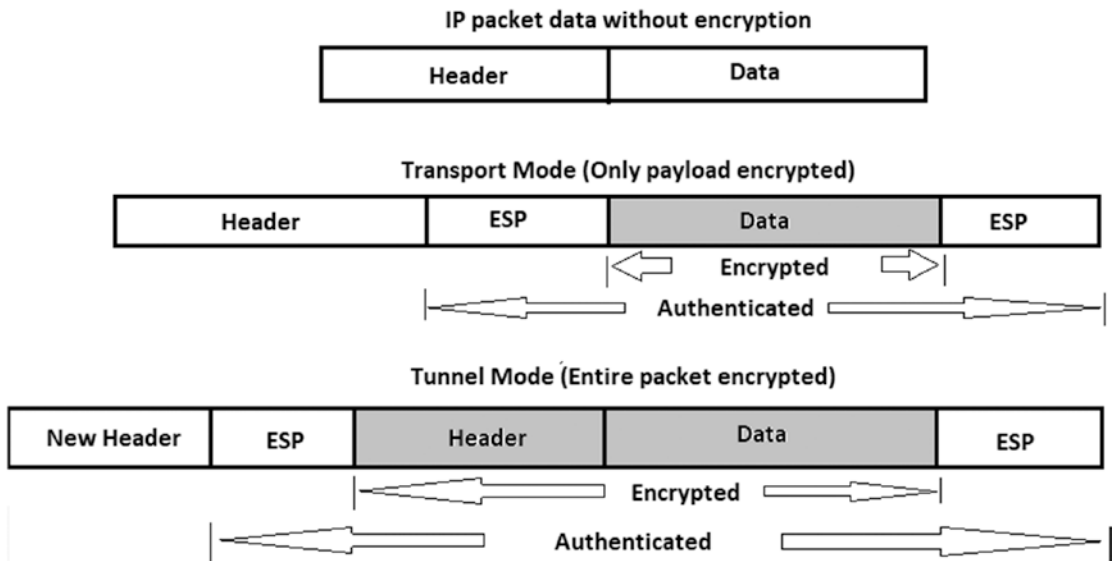 IP packet data without encryption
Header Data
Transport Mode (Only payload encrypted)
Header ESP Data ESP
Encrypted
Authenticated
Tunnel Mode (Entire packet encrypted)
New Header ESP Header Data ESP
Encrypted
Authenticated